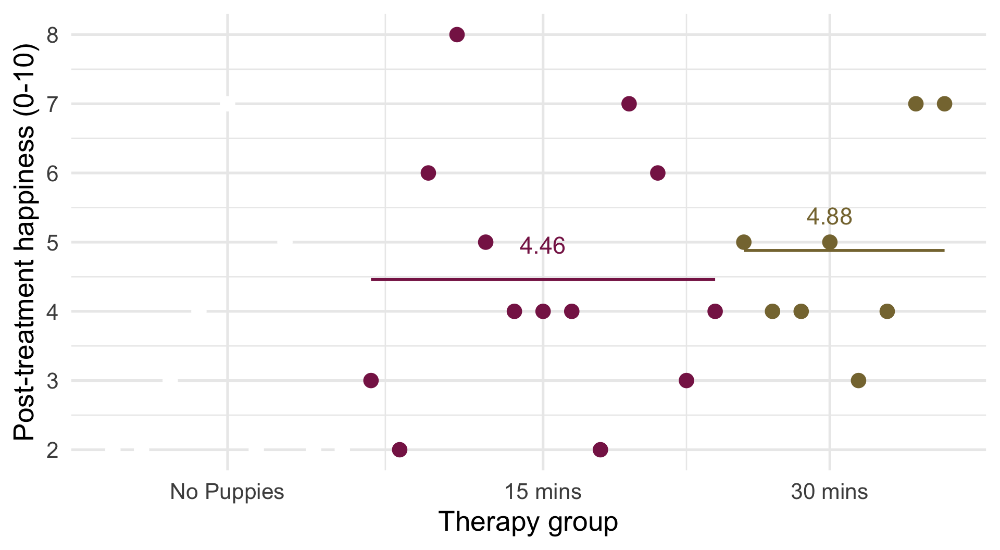 Post-treatment happiness (0-10)
8
7
6
5
4
3
2
4.46
4.88
No Puppies
15 mins
30 mins
Therapy group